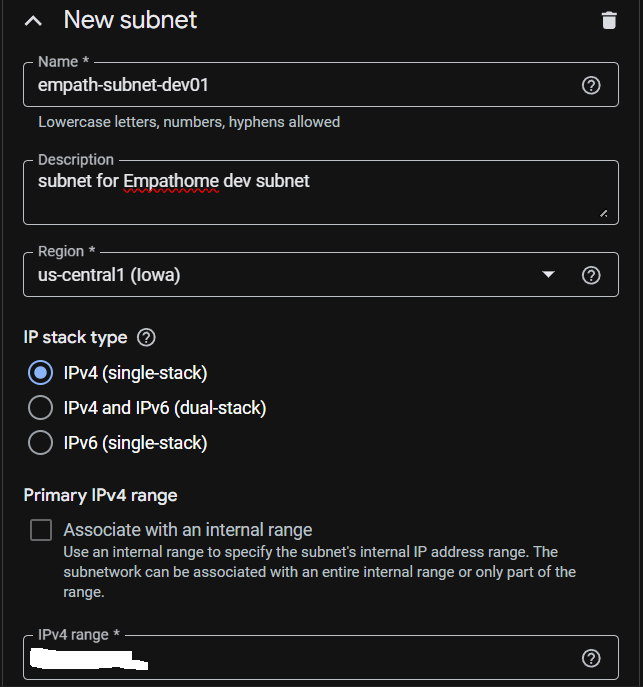 New subnet
Name *
empath-subnet-dev01
Lowercase letters, numbers, hyphens allowed
Description
subnet for Empathome dev subnet
Region *
us-central1 (Iowa)
IP stack type
IPv4 (single-stack)
IPv4 and IPv6 (dual-stack)
IPv6 (single-stack)
Primary IPv4 range
Associate with an internal range
Use an internal range to specify the subnet's internal IP address range. The
subnetwork can be associated with an entire internal range or only part of the
range.
IPv4 range *